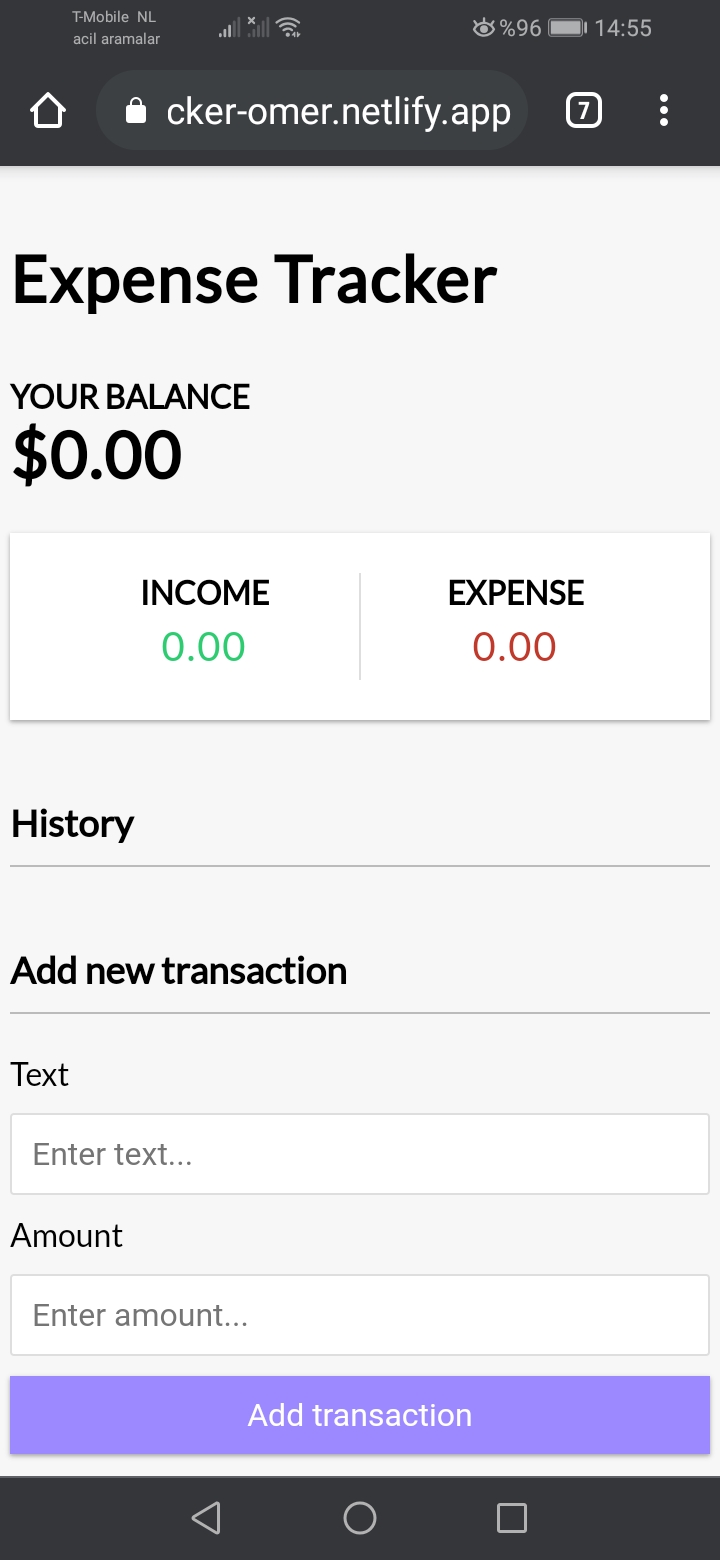 T-Mobile NL
acil aramalar
%96
14:55
cker-omer.netlify.app
7
Expense Tracker
YOUR BALANCE
$0.00
INCOME
EXPENSE
0.00
0.00
History
Add new transaction
Text
Enter text...
Amount
Enter amount...
Add transaction